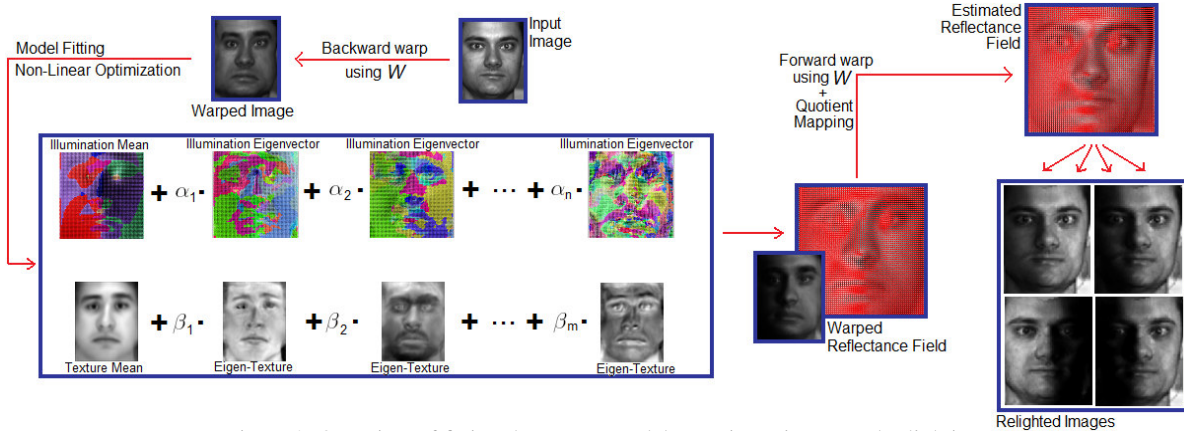 Input
Image
Backward warp
using W
Warped Image
Model Fitting
Non-Linear Optimization
Illumination Mean
Illumination Eigenvector
Illumination Eigenvector
Illumination Eigenvector
+ α1· + α2· + ··· + αn·
+ β1· + β2· + ··· + βm·
Texture Mean
Eigen-Texture
Eigen-Texture
Eigen-Texture
Warped
Reflectance Field
Forward warp
using W
+
Quotient
Mapping
Estimated
Reflectance
Field
Relighted Images